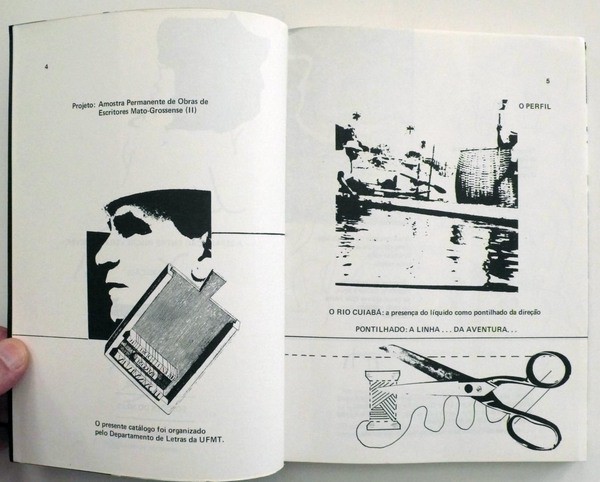 4
Projeto: Amostra Permanente de Obras de
Escritores Mato-Grossense (II)
O presente catálogo foi organizado
pelo Departamento de Letras da UFMT.
5
O PERFIL
O RIO CUIABÁ: a presença do líquido como pontilhado da direção
PONTILHADO: A LINHA . . . DA AVENTURA . . .